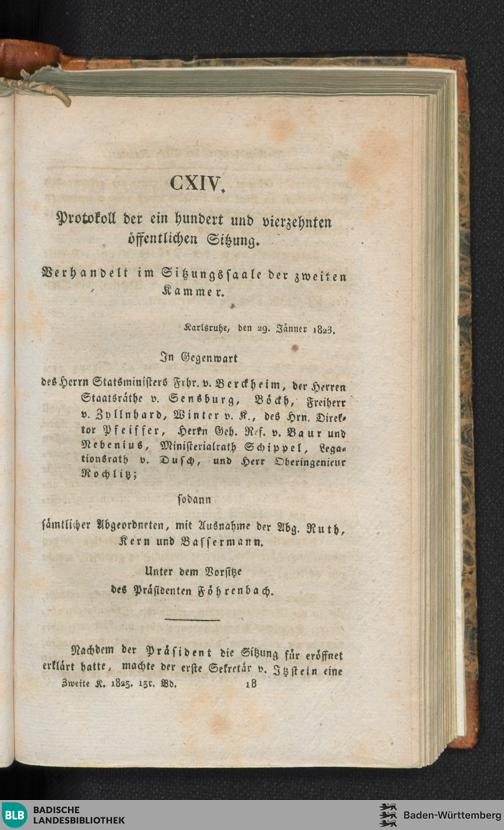 CXIV.
Protokoll der ein hundert und vierzehnten
öffentlichen Sitzung.
Verhandelt im Sitzungssaale der zweiten
Kammer.
Karlsruhe, den 29. Jänner 1823.
In Gegenwart
des Herrn Statsministers Frhr. v. Berckheim, der Herren
Staatsräthe v. Sensburg, Böckh, Freiherr
v. Zyllnhard, Winter v. K., des Hrn. Direk-
tor Pfeiffer, Herrn Geh. Ref. v. Baur und
Nebenius, Ministerialrath Schippel, Lega-
tionsrath v. Dusch, und Herr Oberingenieur
Rochlitz;
sodann
sämtlicher Abgeordneten, mit Ausnahme der Abg. Ruth,
Kern und Bassermann.
Unter dem Vorsitze
des Präsidenten Föhrenbach.
Nachdem der Präsident die Sitzung für eröffnet
erklärt hatte, machte der erste Sekretär v. Itzstein eine
Zweite K. 1823. 13r. Bd. 18
BLB BADISCHE
LANDESBIBLIOTHEK
Baden-Württemberg